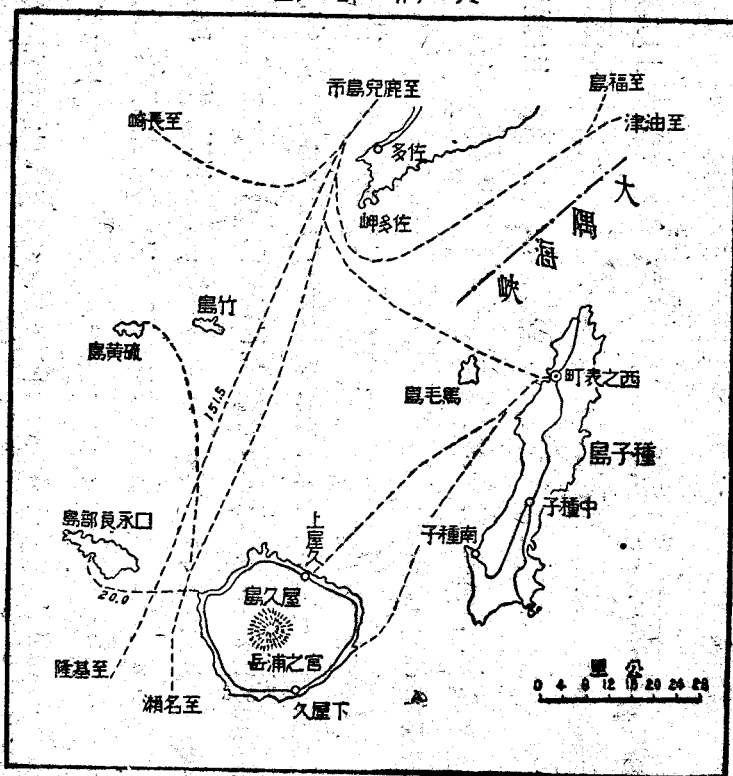 至鹿兒島市
至福島
至長崎
至油津
佐多
佐多岬
大隅海峽
竹島
硫黃島
151.5
馬毛島
西之表町
種子島
中種子
南種子
口永良部島
20.0
上屋久
屋久島
宮之浦岳
下屋久
至基隆
至名瀨
公里
0 4 8 12 16 20 24 28